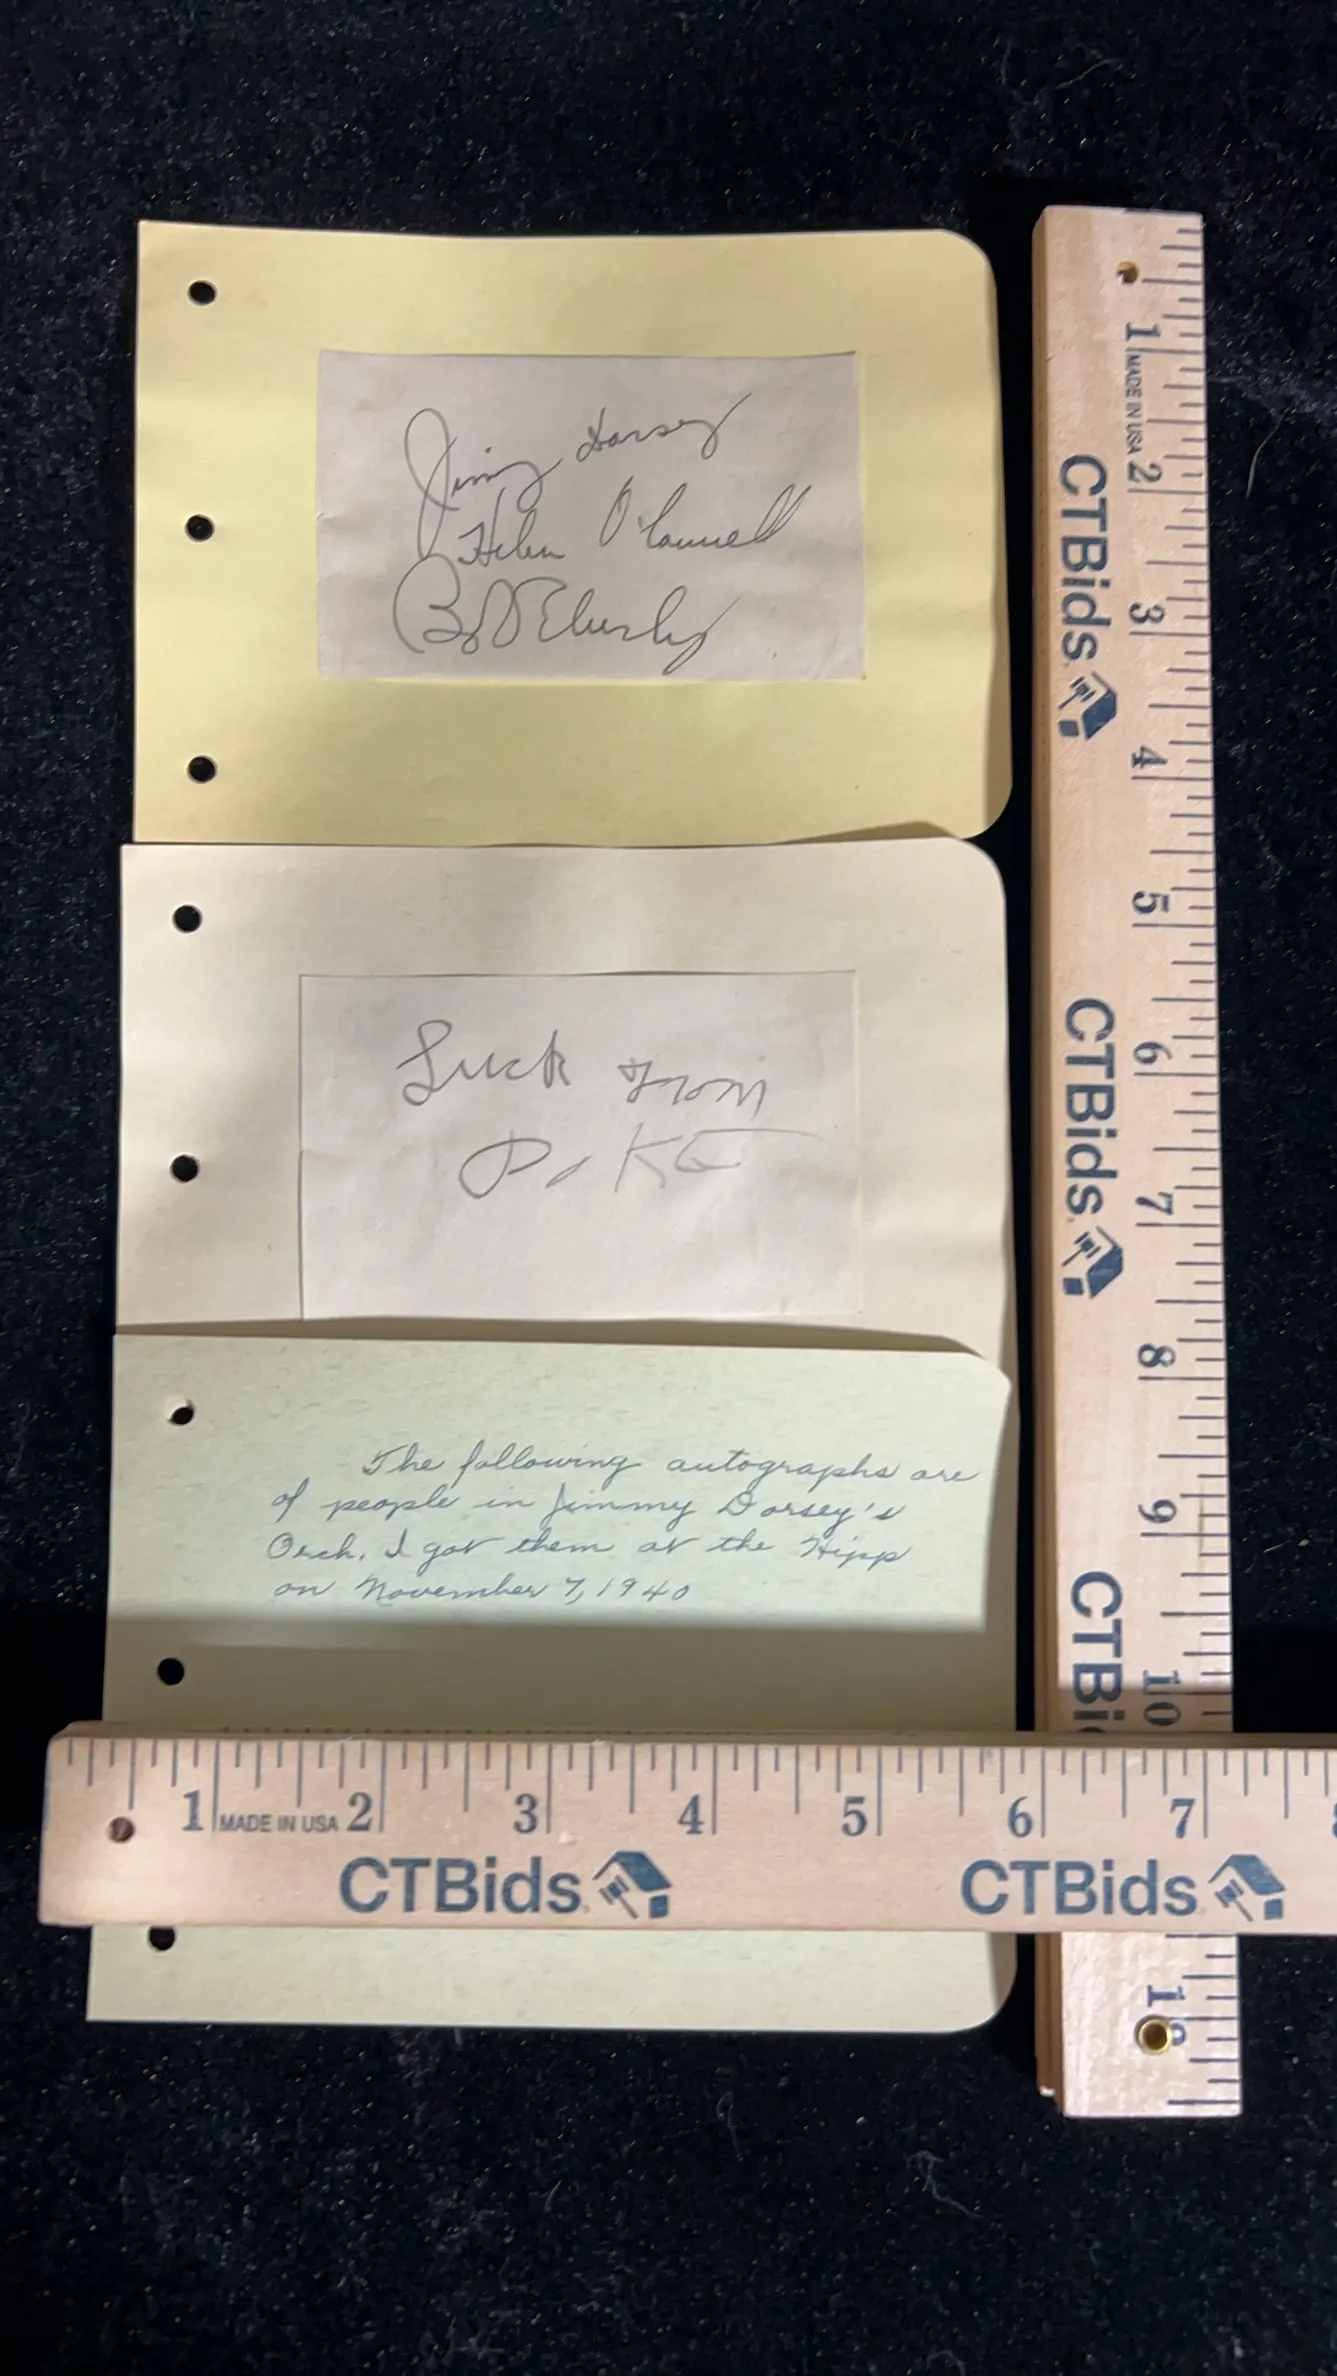 Jimmy Dorsey
Helen O'Connell
Bob Eberly
Luck from
The following autographs are
of people in Jimmy Dorsey's
Orch. I got them at the Hipp
on November 7, 1940
1 MADE IN USA 2 3 4 5 6 7 8 9 10
CTBids
CTBids
CTBi
1 MADE IN USA 2 3 4 5 6 7
CTBids CTBids